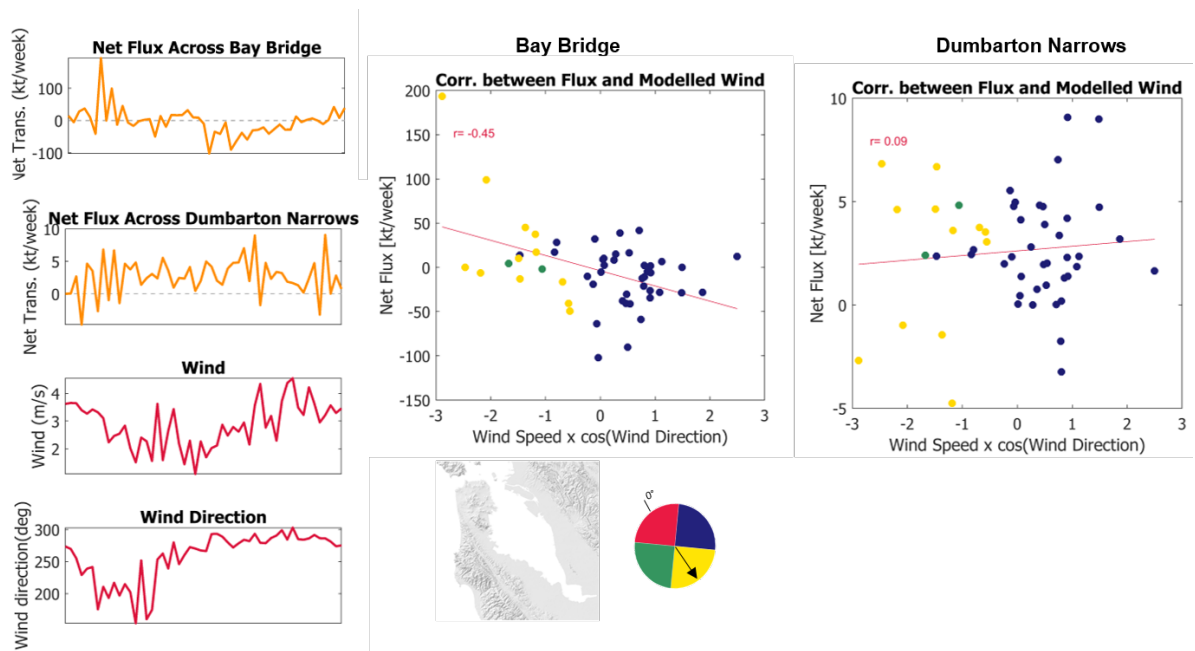 Net Flux Across Bay Bridge
Net Trans. (kt/week)
100
0
-100
Net Flux Across Dumbarton Narrows
Net Trans. (kt/week)
10
5
0
Wind
Wind (m/s)
4
3
2
Wind Direction
Wind direction(deg)
300
250
200
Bay Bridge
Corr. between Flux and Modelled Wind
r= -0.45
Net Flux [kt/week]
200
150
100
50
0
-50
-100
-150
-3 -2 -1 0 1 2 3
Wind Speed x cos(Wind Direction)
0°
Dumbarton Narrows
Corr. between Flux and Modelled Wind
r= 0.09
Net Flux [kt/week]
10
5
0
-5
-3 -2 -1 0 1 2 3
Wind Speed x cos(Wind Direction)